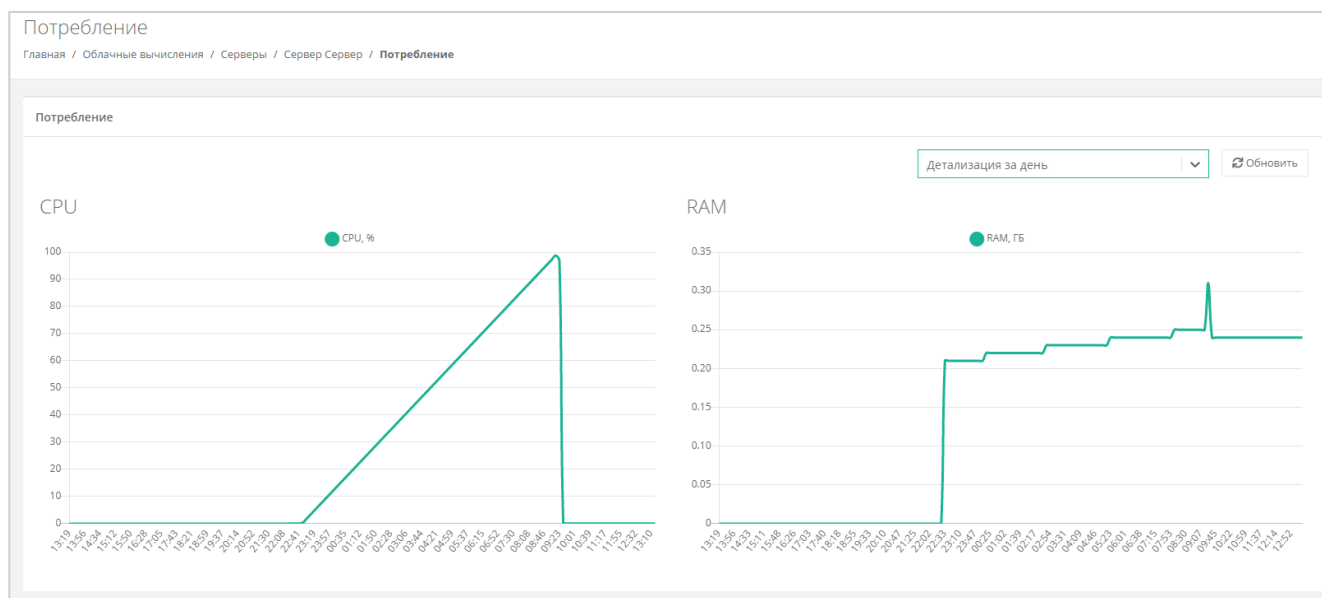 Потребление
Главная / Облачные вычисления / Серверы / Сервер Сервер / Потребление
Потребление
Детализация за день
Обновить
CPU
CPU, %
100
90
80
70
60
50
40
30
20
10
0
13:19 13:56 14:34 15:12 15:50 16:28 17:05 17:43 18:21 18:59 19:37 20:14 20:52 21:30 22:08 22:41 23:19 23:57 00:35 01:12 01:50 02:28 03:06 03:44 04:21 04:59 05:37 06:15 06:52 07:30 08:08 08:46 09:23 10:01 10:39 11:17 11:55 12:32 13:10
RAM
RAM, ГБ
0.35
0.30
0.25
0.20
0.15
0.10
0.05
0
13:19 13:56 14:33 15:11 15:48 16:26 17:03 17:40 18:18 18:55 19:33 20:10 20:47 21:25 22:02 22:33 23:10 23:47 00:25 01:02 01:39 02:17 02:54 03:31 04:09 04:46 05:23 06:01 06:38 07:15 07:53 08:30 09:07 09:45 10:22 10:59 11:37 12:14 12:52